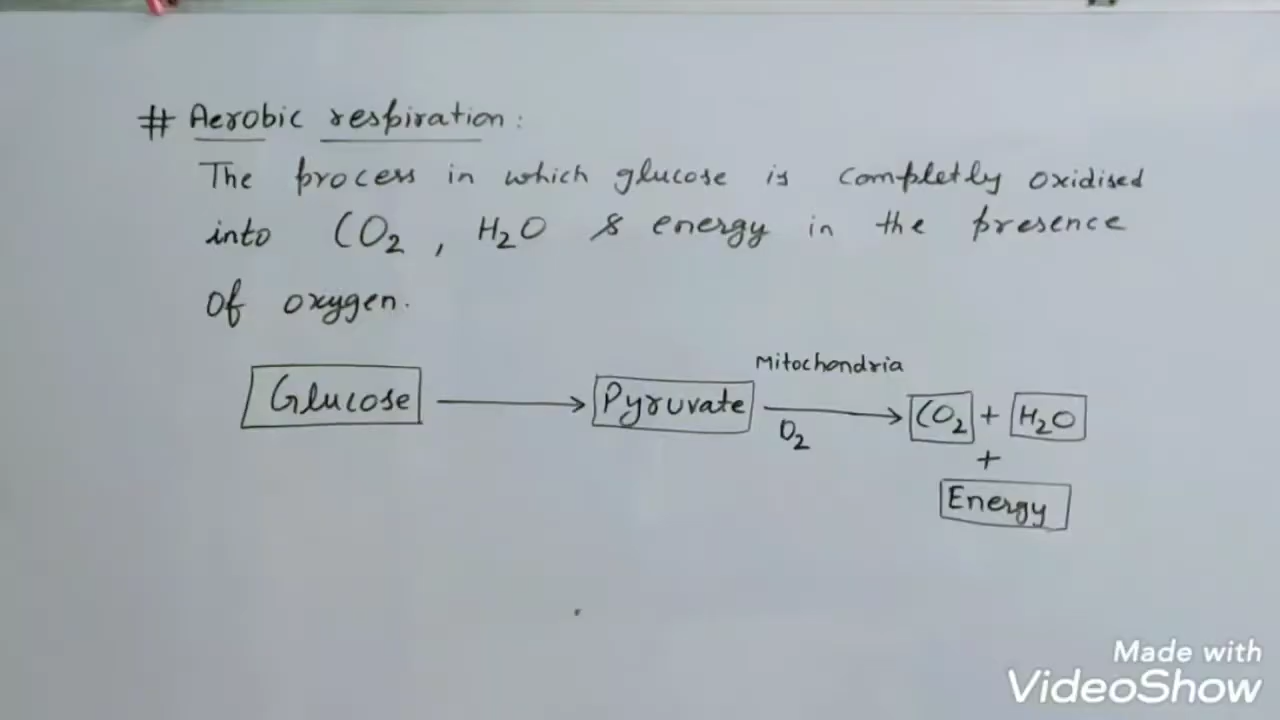 # Aerobic respiration:
The process in which glucose is completly oxidised
into CO2, H2O & energy in the presence
of oxygen.
Mitochondria
Glucose → Pyruvate → CO2 + H2O
O2
+
Energy
Made with
VideoShow